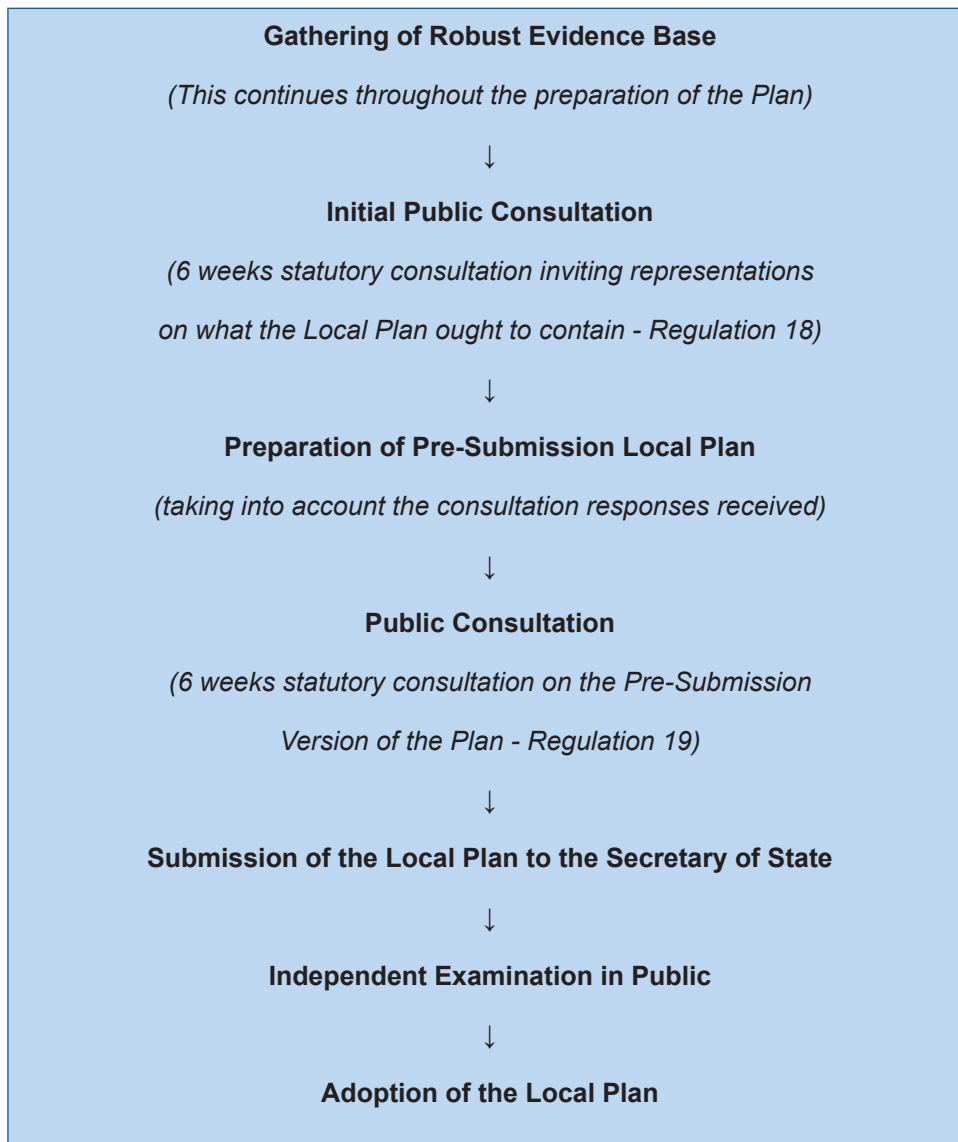 Gathering of Robust Evidence Base
(This continues throughout the preparation of the Plan)
↓
Initial Public Consultation
(6 weeks statutory consultation inviting representations
on what the Local Plan ought to contain - Regulation 18)
↓
Preparation of Pre-Submission Local Plan
(taking into account the consultation responses received)
↓
Public Consultation
(6 weeks statutory consultation on the Pre-Submission
Version of the Plan - Regulation 19)
↓
Submission of the Local Plan to the Secretary of State
↓
Independent Examination in Public
↓
Adoption of the Local Plan